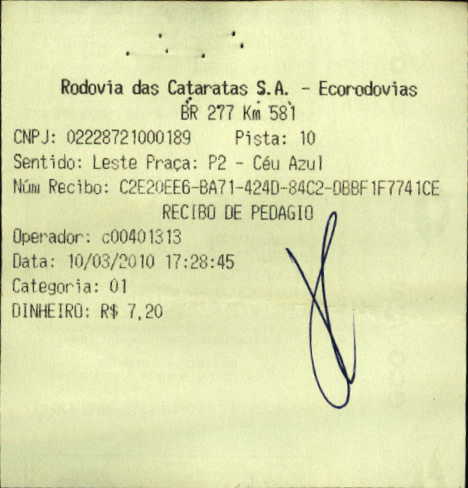 Rodovia das Cataratas S.A. - Ecorodovias
BR 277 Km 581
CNPJ: 02228721000189 Pista: 10
Sentido: Leste Praça: P2 - Céu Azul
Núm Recibo: C2E20EE6-BA71-424D-84C2-DBBF1F7741CE
RECIBO DE PEDAGIO
Operador: c00401313
Data: 10/03/2010 17:28:45
Categoria: 01
DINHEIRO: R$ 7,20